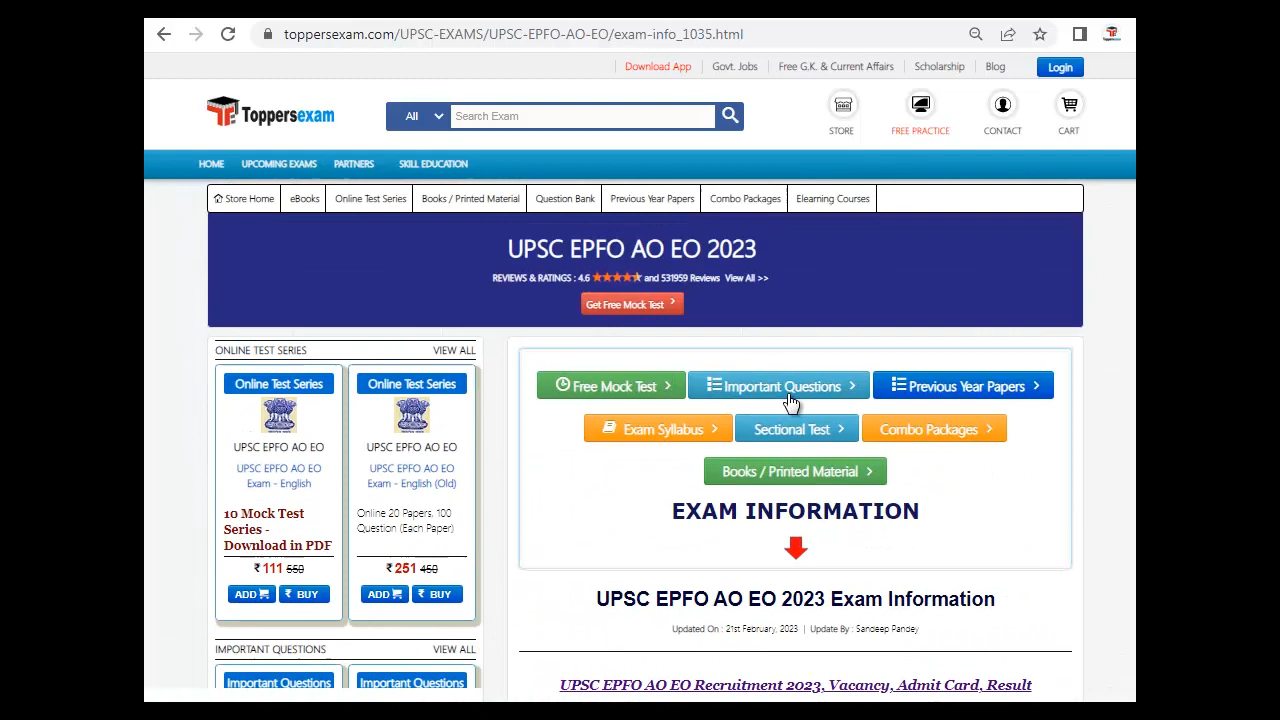 toppersexam.com/UPSC-EXAMS/UPSC-EPFO-AO-EO/exam-info_1035.html
Download App Govt. Jobs Free G.K. & Current Affairs Scholarship Blog Login
Toppersexam
All Search Exam
STORE FREE PRACTICE CONTACT CART
HOME UPCOMING EXAMS PARTNERS SKILL EDUCATION
Store Home eBooks Online Test Series Books / Printed Material Question Bank Previous Year Papers Combo Packages Elearning Courses
UPSC EPFO AO EO 2023
REVIEWS & RATINGS : 4.6 and 531959 Reviews View All >>
Get Free Mock Test
ONLINE TEST SERIES VIEW ALL
Online Test Series
UPSC EPFO AO EO
UPSC EPFO AO EO
Exam - English
10 Mock Test
Series -
Download in PDF
₹ 111 550
ADD ₹ BUY
Online Test Series
UPSC EPFO AO EO
UPSC EPFO AO EO
Exam - English (Old)
Online 20 Papers, 100
Question (Each Paper)
₹ 251 450
ADD ₹ BUY
IMPORTANT QUESTIONS VIEW ALL
Important Questions Important Questions
Free Mock Test Important Questions Previous Year Papers
Exam Syllabus Sectional Test Combo Packages
Books / Printed Material
EXAM INFORMATION
UPSC EPFO AO EO 2023 Exam Information
Updated On : 21st February, 2023 | Update By : Sandeep Pandey
UPSC EPFO AO EO Recruitment 2023, Vacancy, Admit Card, Result